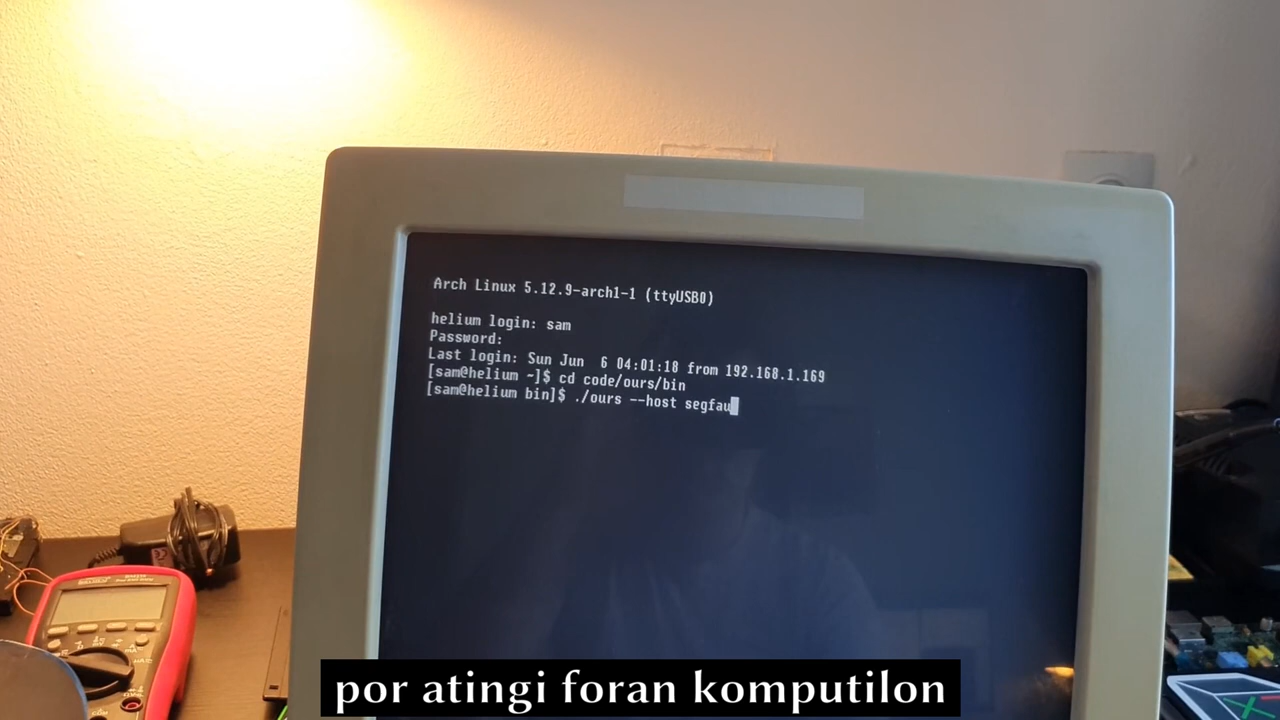 Arch Linux 5.12.9-arch1-1 (ttyUSB0)
helium login: sam
Password:
Last login: Sun Jun  6 04:01:18 from 192.168.1.169
[sam@helium ~]$ cd code/ours/bin
[sam@helium bin]$ ./ours --host segfau
por atingi foran komputilon